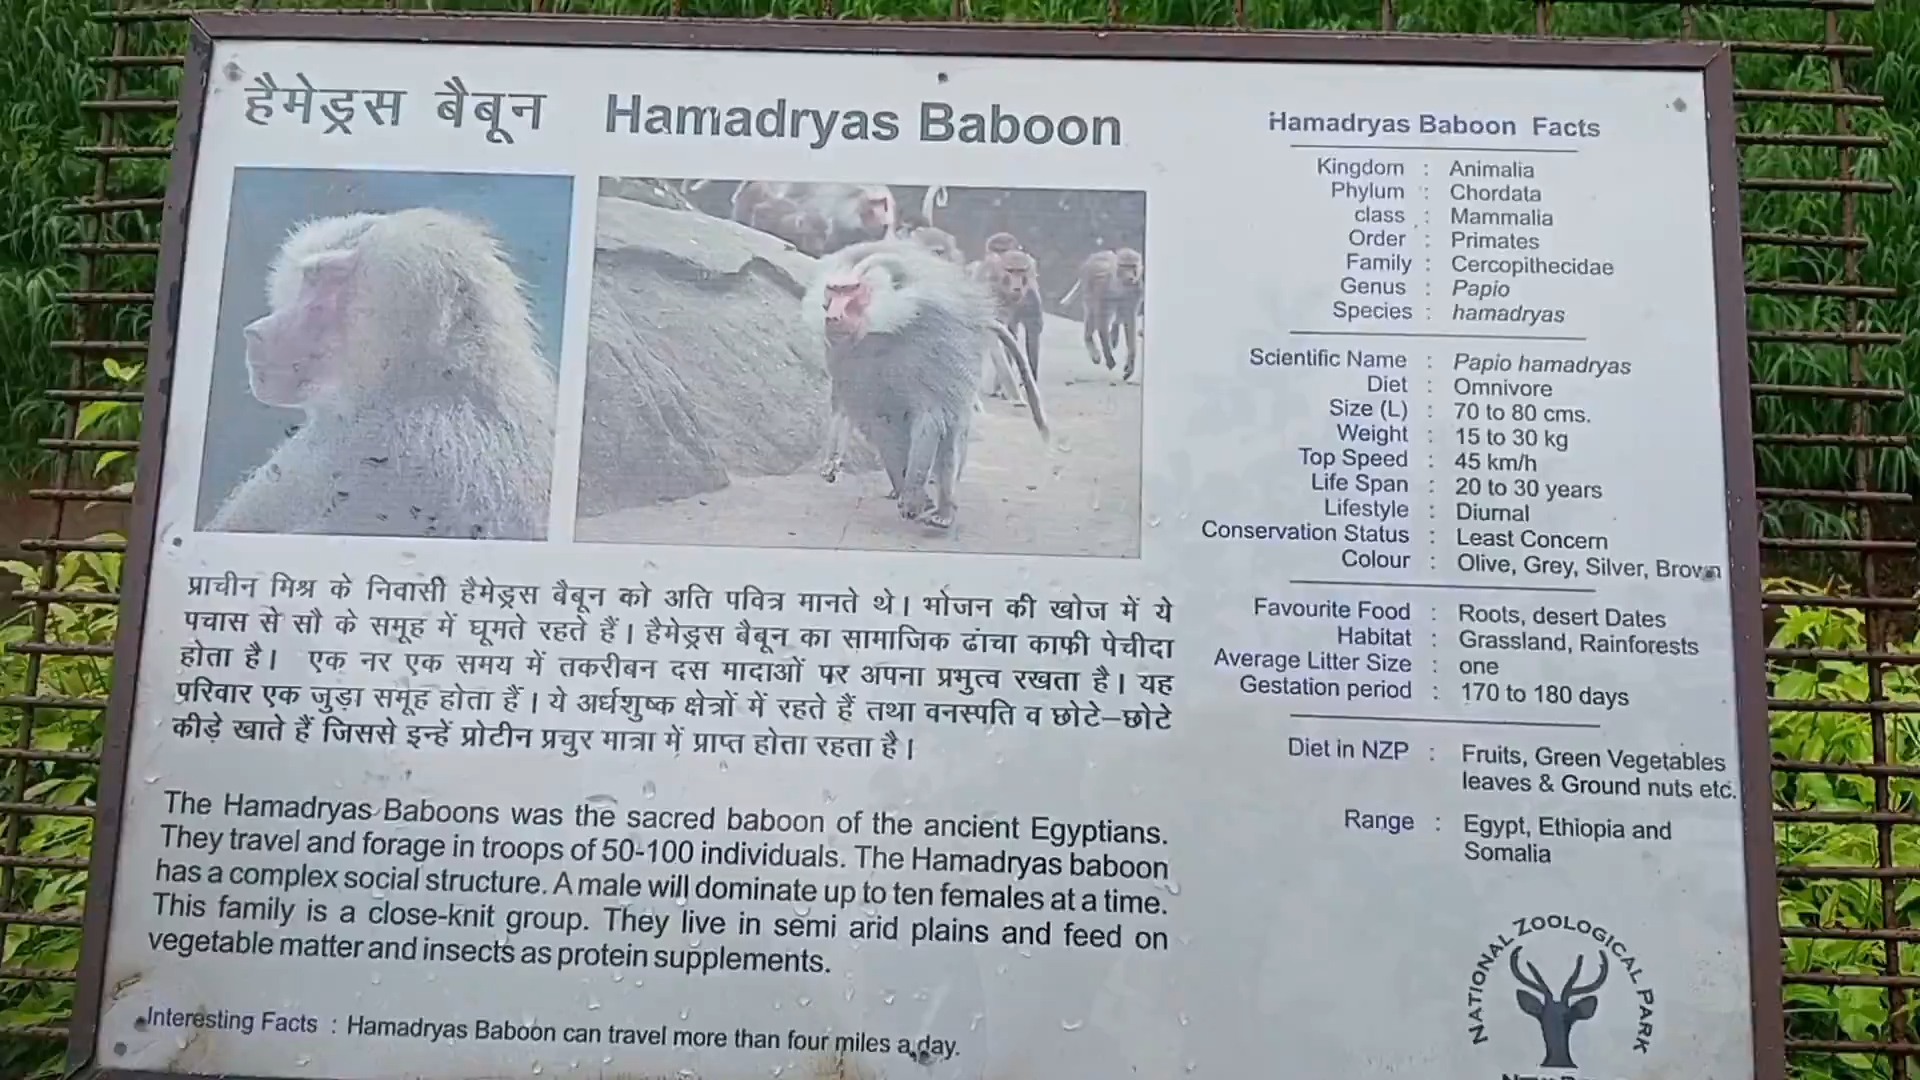 हैमेड्रस बैबून Hamadryas Baboon
प्राचीन मिश्र के निवासी हैमेड्रस बैबून को अति पवित्र मानते थे। भोजन की खोज में ये
पचास से सौ के समूह में घूमते रहते हैं। हैमेड्रस बैबून का सामाजिक ढांचा काफी पेचीदा
होता है। एक नर एक समय में तकरीबन दस मादाओं पर अपना प्रभुत्व रखता है। यह
परिवार एक जुड़ा समूह होता हैं। ये अर्धशुष्क क्षेत्रों में रहते हैं तथा वनस्पति व छोटे–छोटे
कीड़े खाते हैं जिससे इन्हें प्रोटीन प्रचुर मात्रा में प्राप्त होता रहता है।
The Hamadryas Baboons was the sacred baboon of the ancient Egyptians.
They travel and forage in troops of 50-100 individuals. The Hamadryas baboon
has a complex social structure. A male will dominate up to ten females at a time.
This family is a close-knit group. They live in semi arid plains and feed on
vegetable matter and insects as protein supplements.
Interesting Facts : Hamadryas Baboon can travel more than four miles a day.
Hamadryas Baboon Facts
Kingdom : Animalia
Phylum : Chordata
class : Mammalia
Order : Primates
Family : Cercopithecidae
Genus : Papio
Species : hamadryas
Scientific Name : Papio hamadryas
Diet : Omnivore
Size (L) : 70 to 80 cms.
Weight : 15 to 30 kg
Top Speed : 45 km/h
Life Span : 20 to 30 years
Lifestyle : Diurnal
Conservation Status : Least Concern
Colour : Olive, Grey, Silver, Brown
Favourite Food : Roots, desert Dates
Habitat : Grassland, Rainforests
Average Litter Size : one
Gestation period : 170 to 180 days
Diet in NZP : Fruits, Green Vegetables
leaves & Ground nuts etc.
Range : Egypt, Ethiopia and
Somalia
NATIONAL ZOOLOGICAL PARK